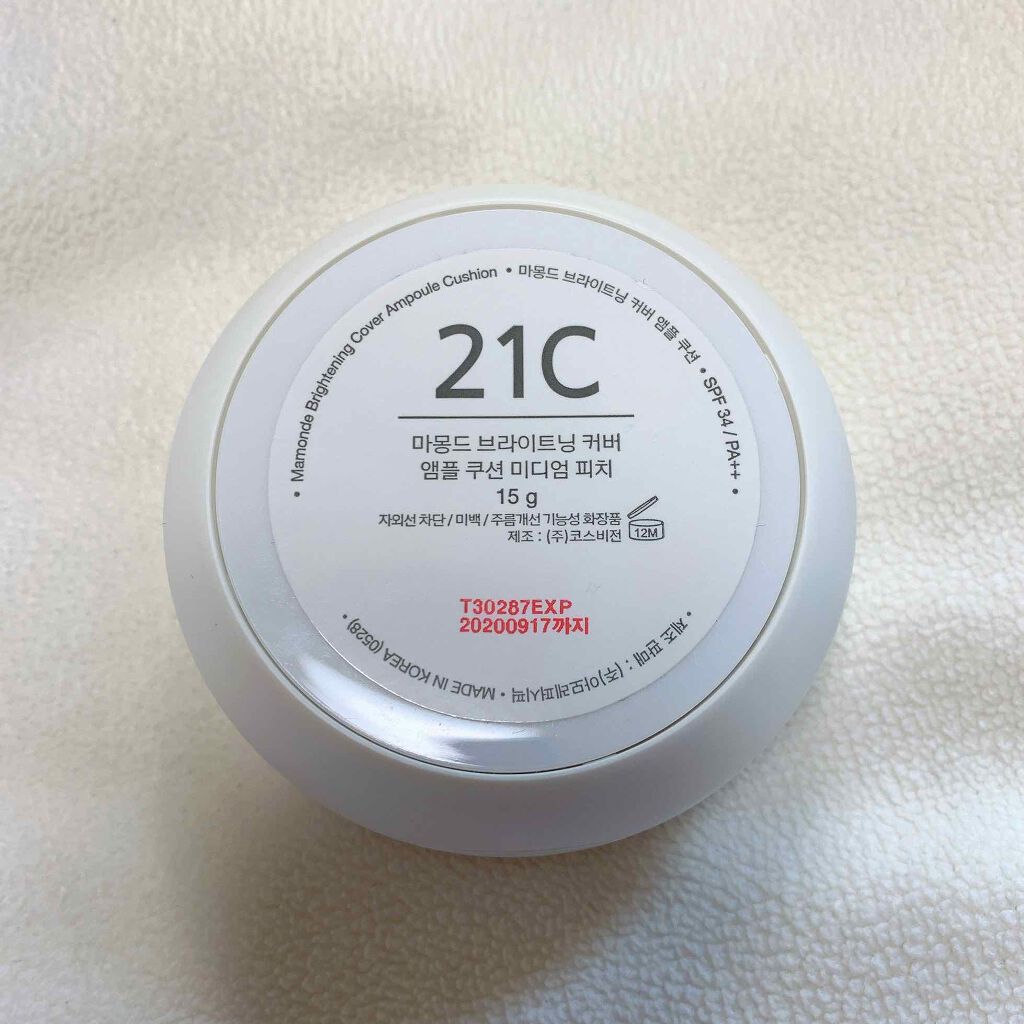 • Mamonde Brightening Cover Ampoule Cushion • 마몽드 브라이트닝 커버 앰플 쿠션 • SPF 34 / PA++ •
21C
마몽드 브라이트닝 커버
앰플 쿠션 미디엄 피치
15 g
자외선 차단 / 미백 / 주름개선 기능성 화장품
제조 : (주)코스비전
12M
T30287EXP
20200917까지
• 제조 판매 : (주)아모레퍼시픽 • MADE IN KOREA (0528) •